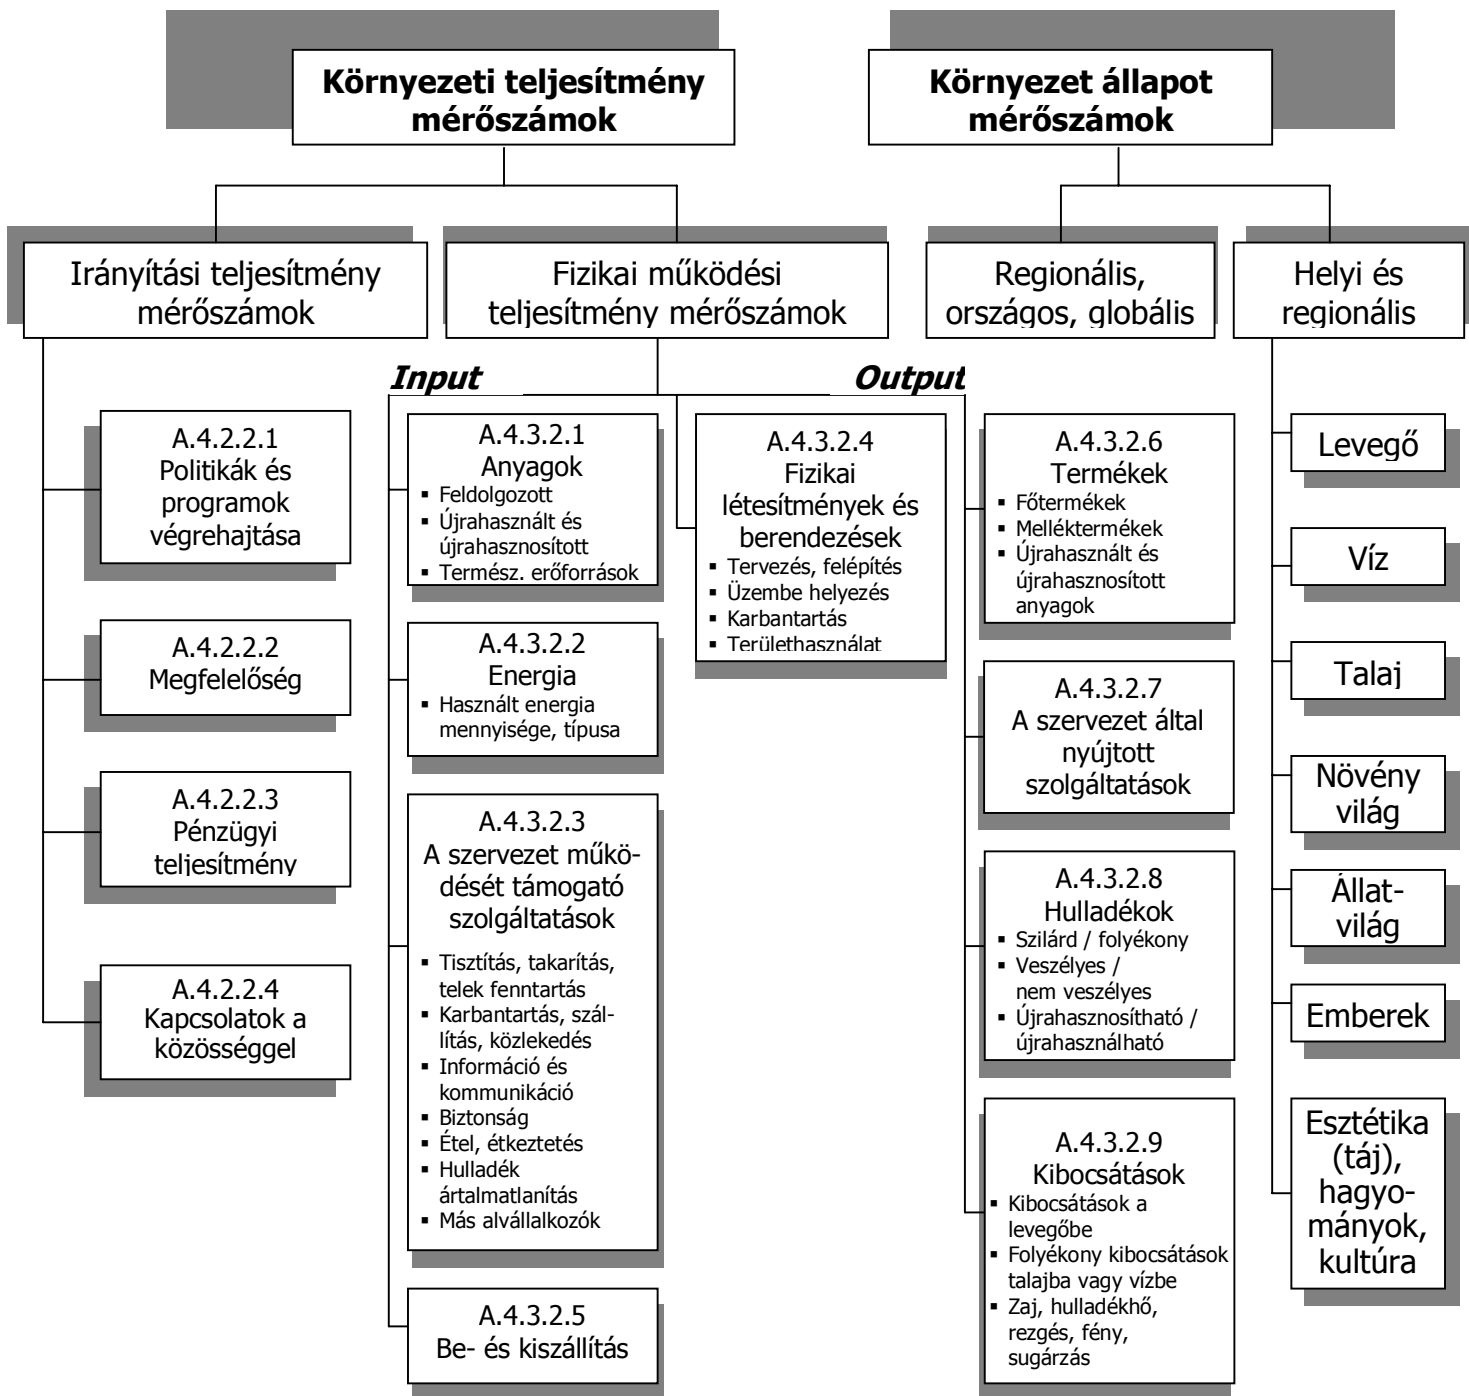 Környezeti teljesítmény
mérőszámok
Környezet állapot
mérőszámok
Irányítási teljesítmény
mérőszámok
Fizikai működési
teljesítmény mérőszámok
Regionális,
országos, globális
Helyi és
regionális
Input
Output
A.4.2.2.1
Politikák és
programok
végrehajtása
A.4.2.2.2
Megfelelőség
A.4.2.2.3
Pénzügyi
teljesítmény
A.4.2.2.4
Kapcsolatok a
közösséggel
A.4.3.2.1
Anyagok
▪ Feldolgozott
▪ Újrahasznált és
újrahasznosított
▪ Termész. erőforrások
A.4.3.2.2
Energia
▪ Használt energia
mennyisége, típusa
A.4.3.2.3
A szervezet műkö-
dését támogató
szolgáltatások
▪ Tisztítás, takarítás,
telek fenntartás
▪ Karbantartás, szál-
lítás, közlekedés
▪ Információ és
kommunikáció
▪ Biztonság
▪ Étel, étkeztetés
▪ Hulladék
ártalmatlanítás
▪ Más alvállalkozók
A.4.3.2.5
Be- és kiszállítás
A.4.3.2.4
Fizikai
létesítmények és
berendezések
▪ Tervezés, felépítés
▪ Üzembe helyezés
▪ Karbantartás
▪ Területhasználat
A.4.3.2.6
Termékek
▪ Főtermékek
▪ Melléktermékek
▪ Újrahasznált és
újrahasznosított
anyagok
A.4.3.2.7
A szervezet által
nyújtott
szolgáltatások
A.4.3.2.8
Hulladékok
▪ Szilárd / folyékony
▪ Veszélyes /
nem veszélyes
▪ Újrahasznosítható /
újrahasználható
A.4.3.2.9
Kibocsátások
▪ Kibocsátások a
levegőbe
▪ Folyékony kibocsátások
talajba vagy vízbe
▪ Zaj, hulladékhő,
rezgés, fény,
sugárzás
Levegő
Víz
Talaj
Növény
világ
Állat-
világ
Emberek
Esztétika
(táj),
hagyo-
mányok,
kultúra